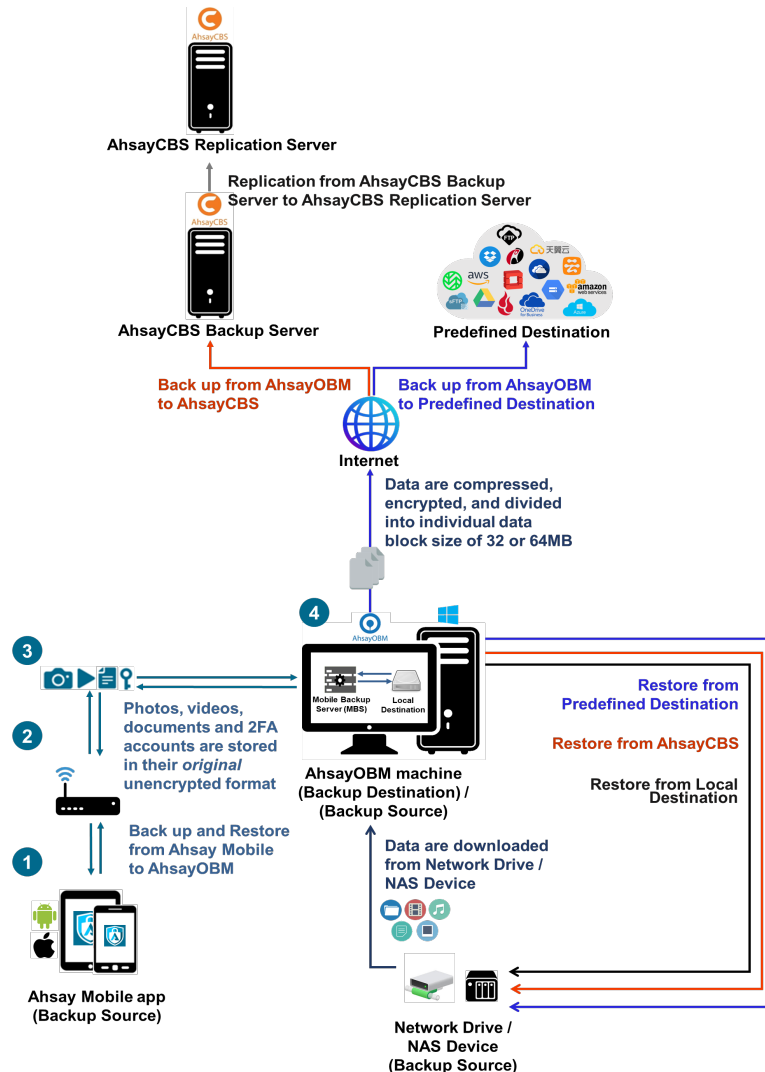 AhsayCBS
AhsayCBS Replication Server
Replication from AhsayCBS Backup
Server to AhsayCBS Replication Server
AhsayCBS
AhsayCBS Backup Server
FTP
天翼云
aws
amazon
web services
sFTP
OneDrive
for Business
Azure
Predefined Destination
Back up from AhsayOBM
to AhsayCBS
Back up from AhsayOBM
to Predefined Destination
Internet
Data are compressed,
encrypted, and divided
into individual data
block size of 32 or 64MB
4
AhsayOBM
3
Mobile Backup
Server (MBS)
Local
Destination
Photos, videos,
documents and 2FA
accounts are stored
in their original
unencrypted format
2
Restore from
Predefined Destination
Restore from AhsayCBS
Restore from Local
Destination
AhsayOBM machine
(Backup Destination) /
(Backup Source)
Back up and Restore
from Ahsay Mobile
to AhsayOBM
1
Data are downloaded
from Network Drive /
NAS Device
Ahsay Mobile app
(Backup Source)
Network Drive /
NAS Device
(Backup Source)